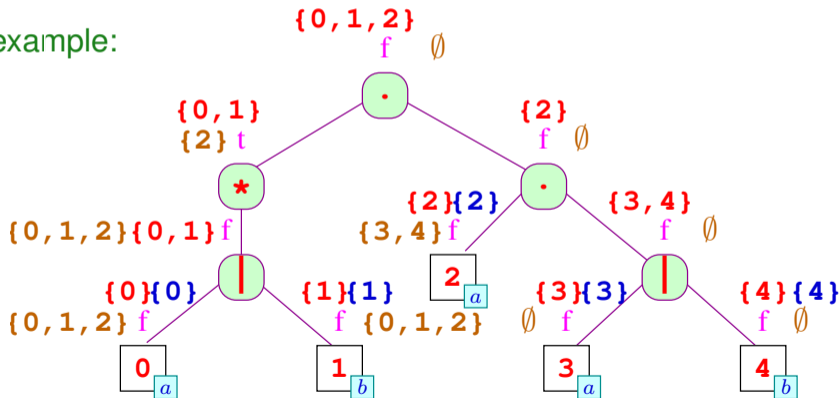 {0,1,2}
example:
f ∅
.
{0,1} {2}
{2} t f ∅
* .
{2}{2} {3,4}
{0,1,2}{0,1} f {3,4} f f ∅
| 2 a |
{0}{0} {1}{1} {3}{3} {4}{4}
{0,1,2} f f {0,1,2} ∅ f f ∅
0 a 1 b 3 a 4 b